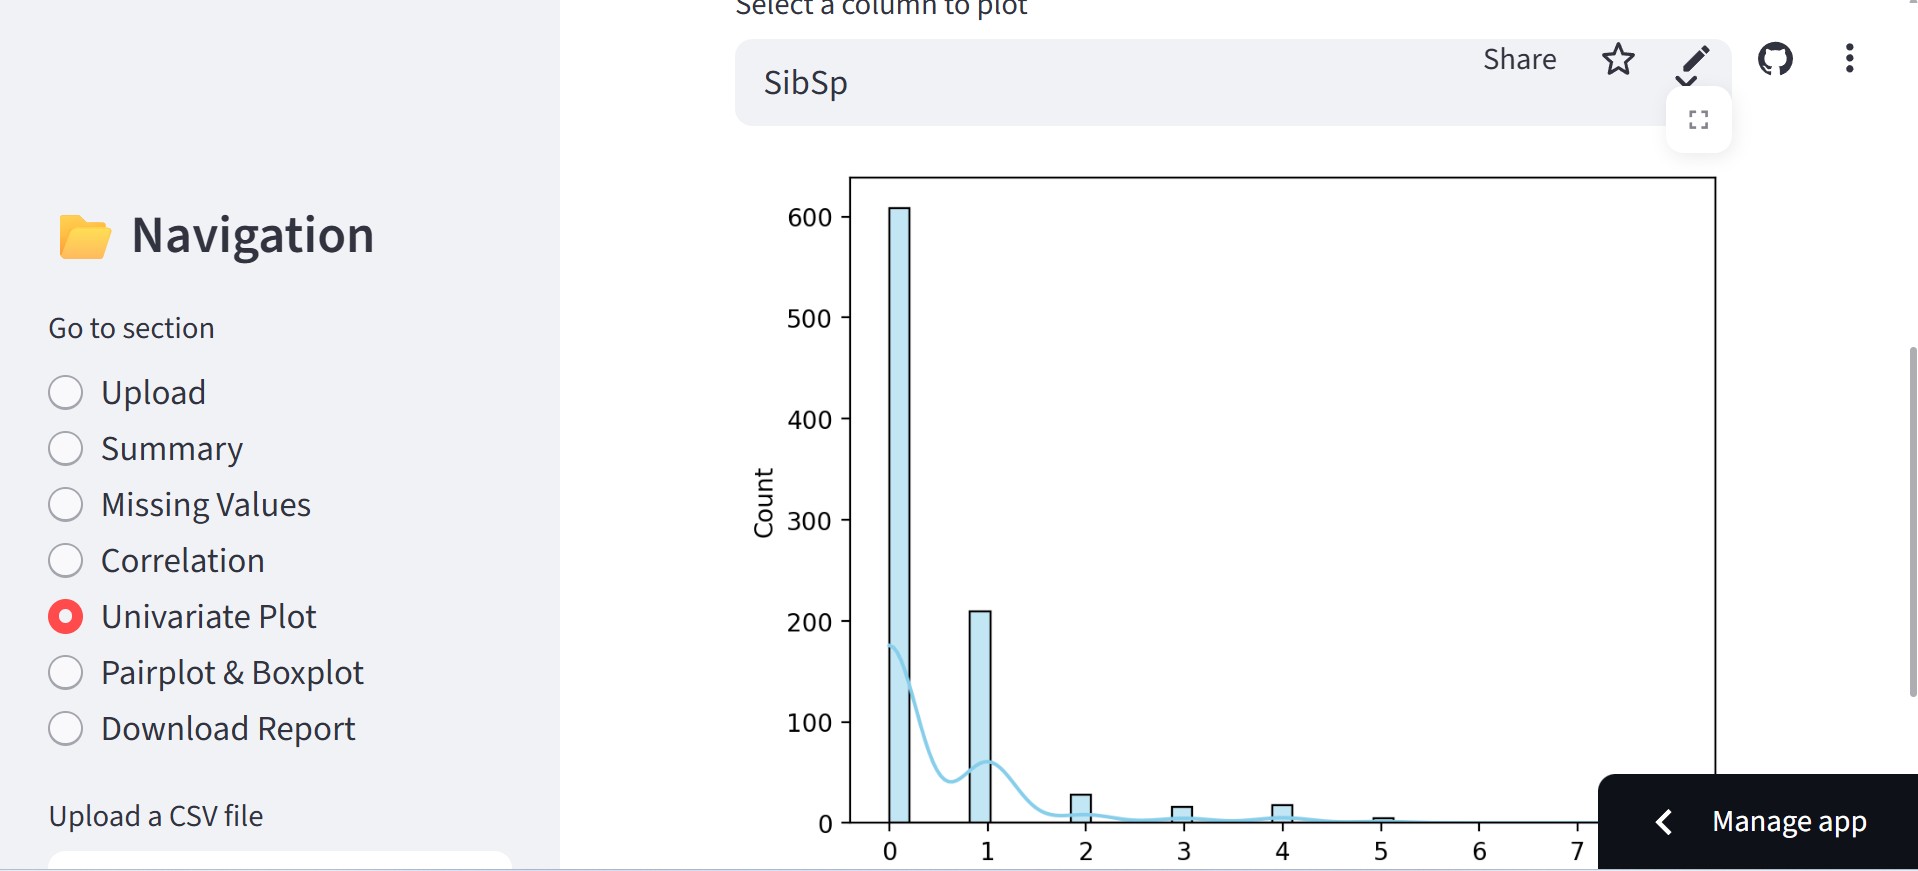 Select a column to plot
SibSp
Share
Navigation
Go to section
Upload
Summary
Missing Values
Correlation
Univariate Plot
Pairplot & Boxplot
Download Report
Upload a CSV file
600
500
400
300
200
100
0
Count
0 1 2 3 4 5 6 7
Manage app